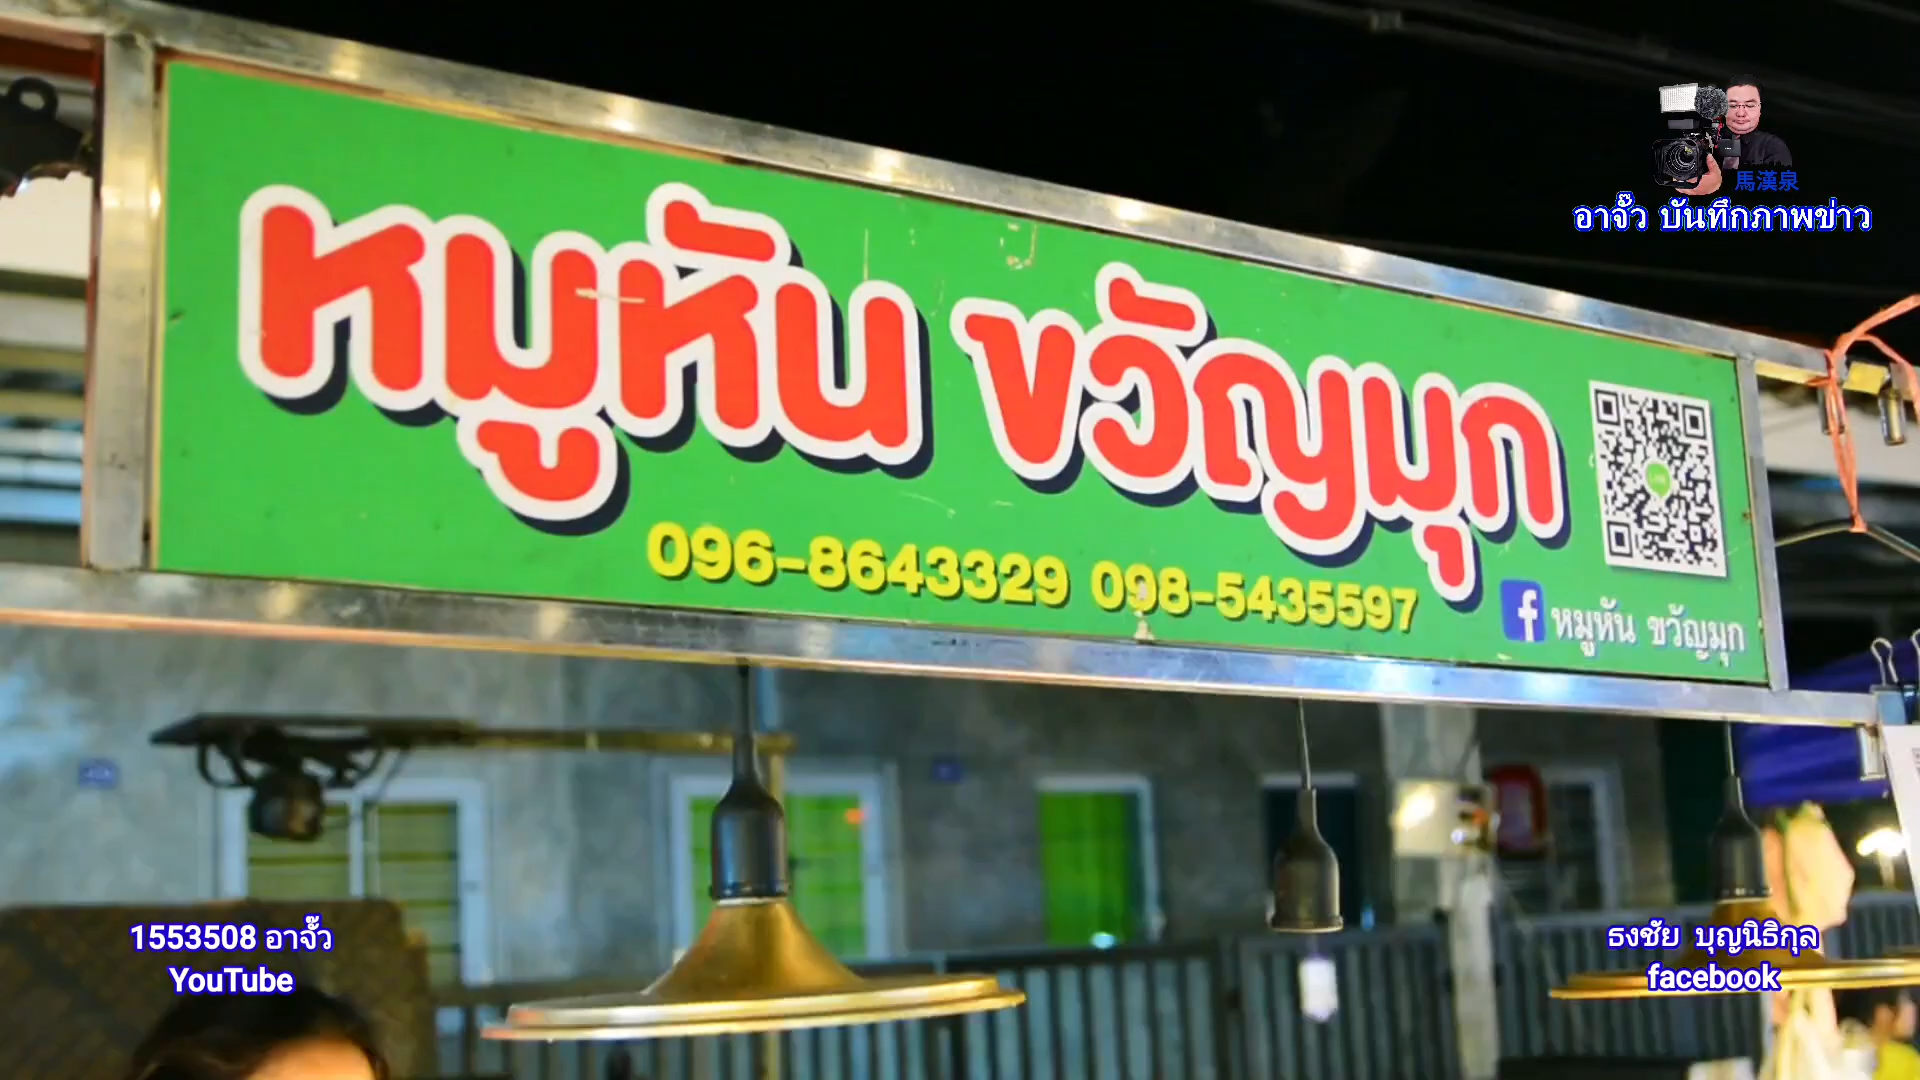 หมูหัน ขวัญมุก
096-8643329 098-5435597
หมูหัน ขวัญมุก
馬漢泉
อาจั๊ว บันทึกภาพข่าว
1553508 อาจั๊ว
YouTube
ธงชัย บุญนิธิกุล
facebook